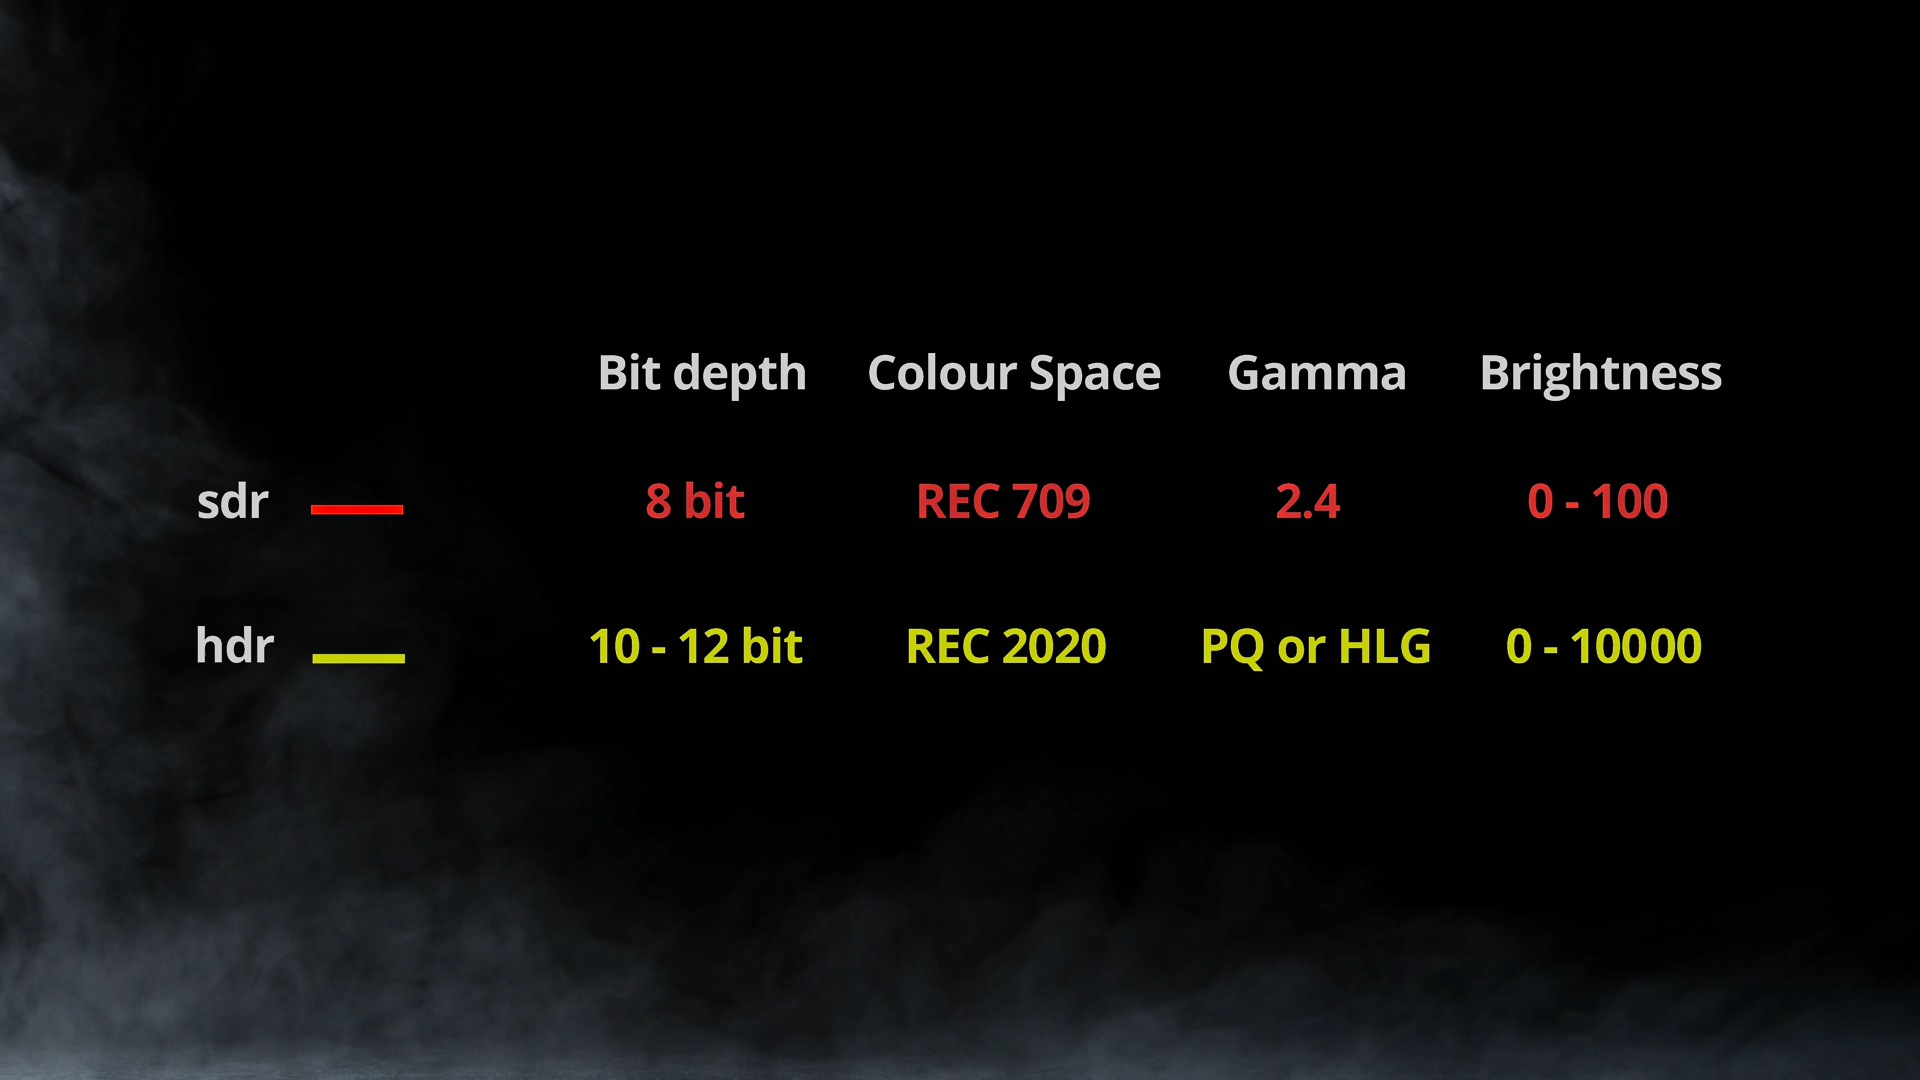 Bit depth Colour Space Gamma Brightness
sdr 8 bit REC 709 2.4 0 - 100
hdr 10 - 12 bit REC 2020 PQ or HLG 0 - 10000